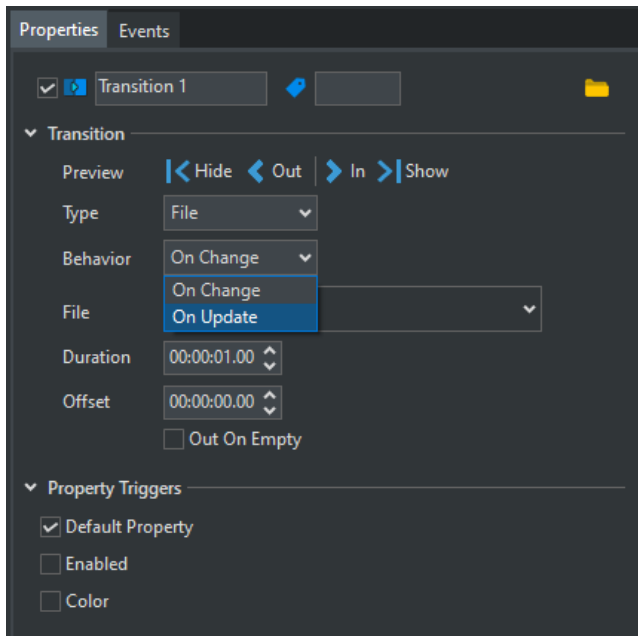 Properties Events
Transition 1
Transition
Preview Hide Out In Show
Type File
Behavior On Change
On Change
On Update
File
Duration 00:00:01.00
Offset 00:00:00.00
Out On Empty
Property Triggers
Default Property
Enabled
Color